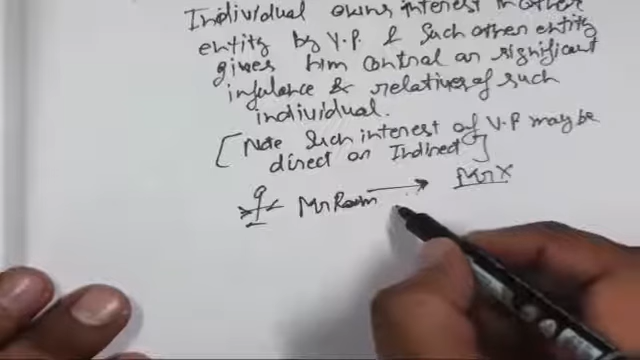 Individual owns interest in other
entity by V.P & Such other entity
gives him control or significant
infulance & relatives of such
individual.
[Note Such interest of V.P may be
direct or Indirect]
Mr Ram → Mr X